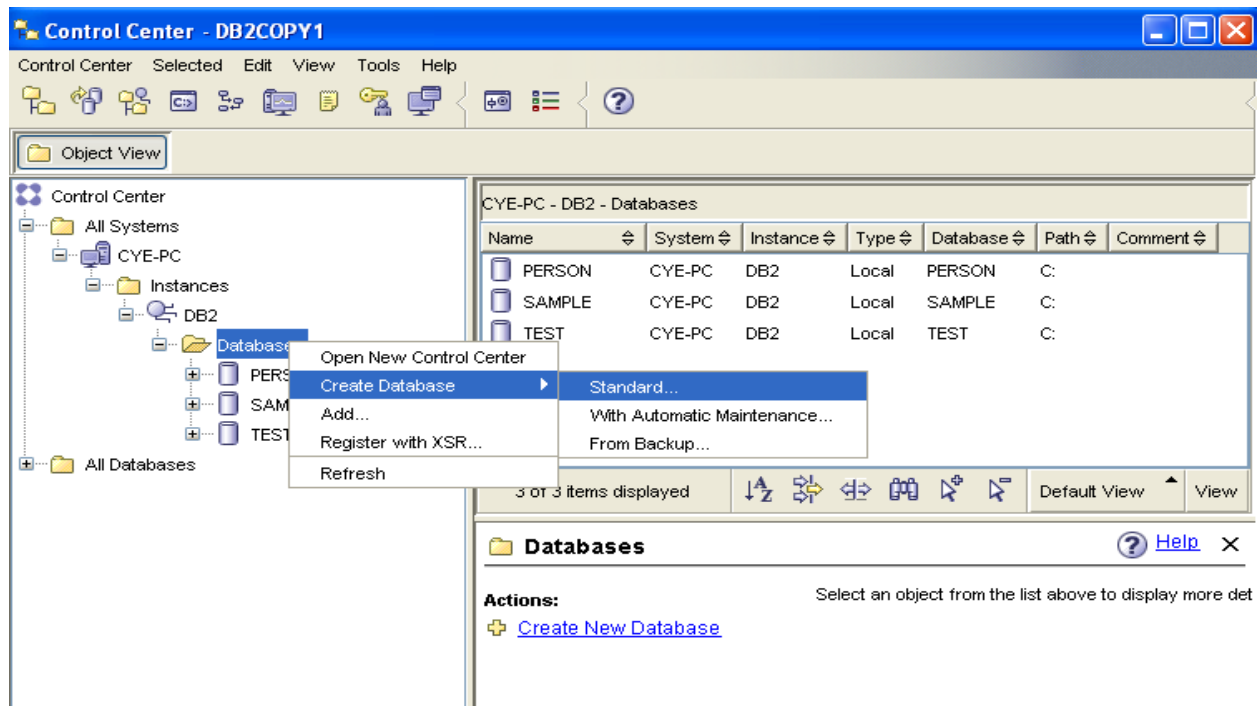 Control Center - DB2COPY1
Control Center Selected Edit View Tools Help
Object View
Control Center
All Systems
CYE-PC
Instances
DB2
Database
PERS
SAM
TEST
All Databases
Open New Control Center
Create Database
Add...
Register with XSR...
Refresh
Standard...
With Automatic Maintenance...
From Backup...
CYE-PC - DB2 - Databases
Name System Instance Type Database Path Comment
PERSON CYE-PC DB2 Local PERSON C:
SAMPLE CYE-PC DB2 Local SAMPLE C:
TEST CYE-PC DB2 Local TEST C:
3 of 3 items displayed Default View View
Databases Help
Actions: Select an object from the list above to display more det
Create New Database